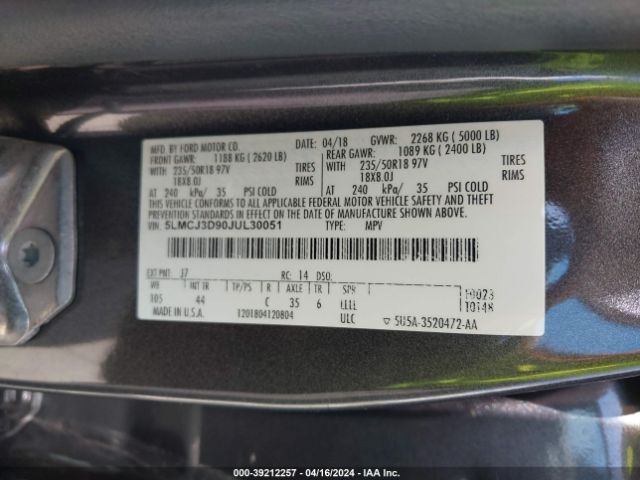 MFD. BY FORD MOTOR CO.
DATE: 04/18 GVWR: 2268 KG ( 5000 LB)
FRONT GAWR: 1188 KG ( 2620 LB) REAR GAWR: 1089 KG ( 2400 LB)
WITH 235/50R18 97V TIRES WITH 235/50R18 97V TIRES
18X8.0J RIMS 18X8.0J RIMS
AT 240 kPa/ 35 PSI COLD AT 240 kPa/ 35 PSI COLD
THIS VEHICLE CONFORMS TO ALL APPLICABLE FEDERAL MOTOR VEHICLE SAFETY AND THEFT
PREVENTION STANDARDS IN EFFECT ON THE DATE OF MANUFACTURE SHOWN ABOVE.
VIN: 5LMCJ3D90JUL30051 TYPE: MPV
EXT PNT: J7 RC: 14 DSO:
WB INT TR TP/PS R AXLE TR SPR
105 44 C 35 6
10023
10148
MADE IN U.S.A. 1201804120804 ULC ▽ 5U5A-3520472-AA
000-39212257 - 04/16/2024 - IAA Inc.